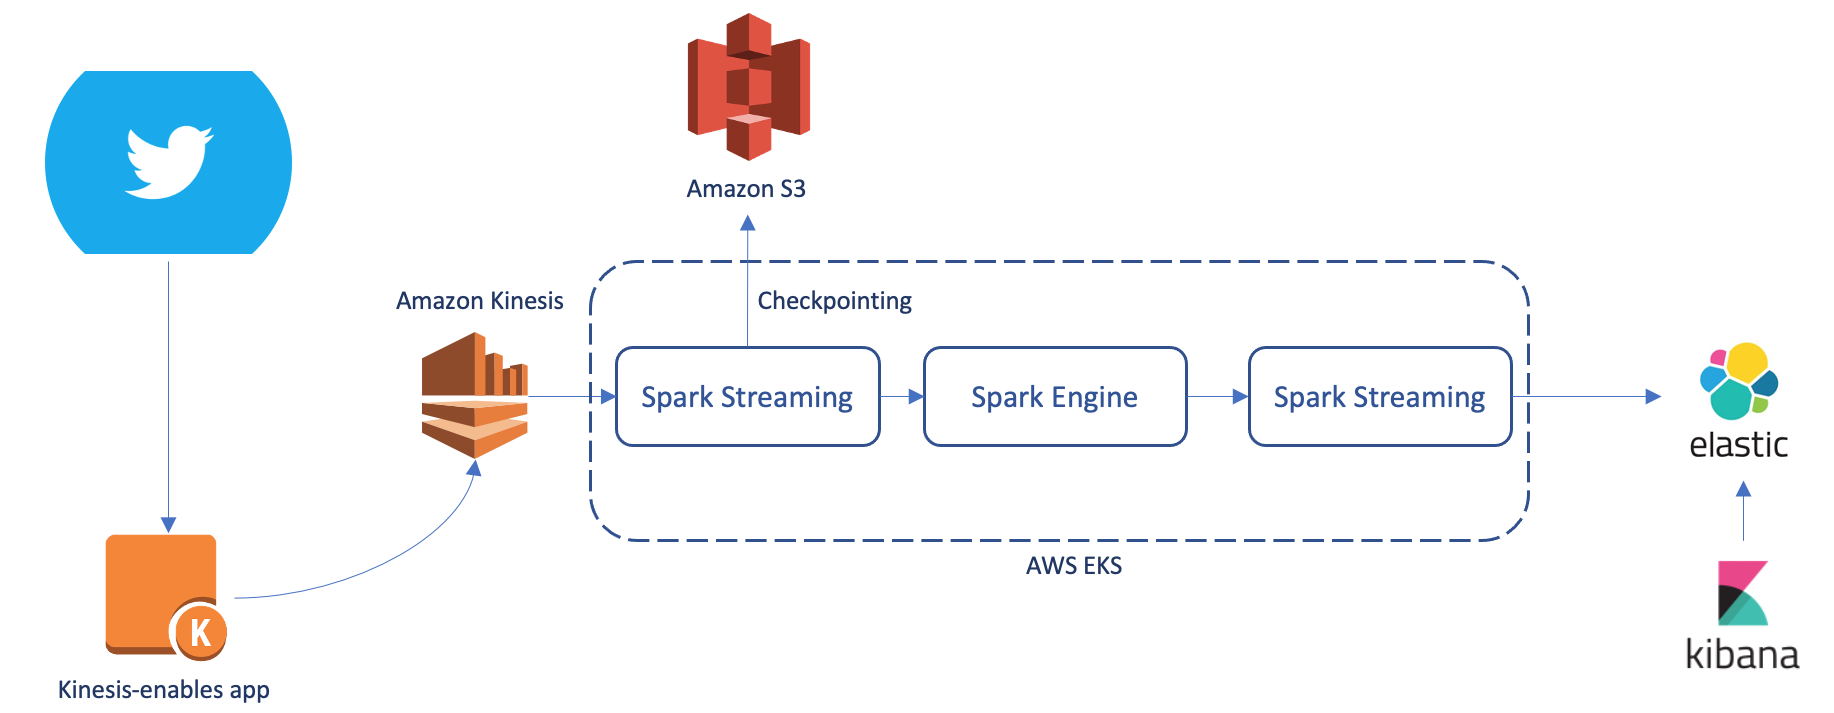 Amazon S3
Amazon Kinesis
Checkpointing
Spark Streaming
Spark Engine
Spark Streaming
elastic
AWS EKS
K
kibana
Kinesis-enables app